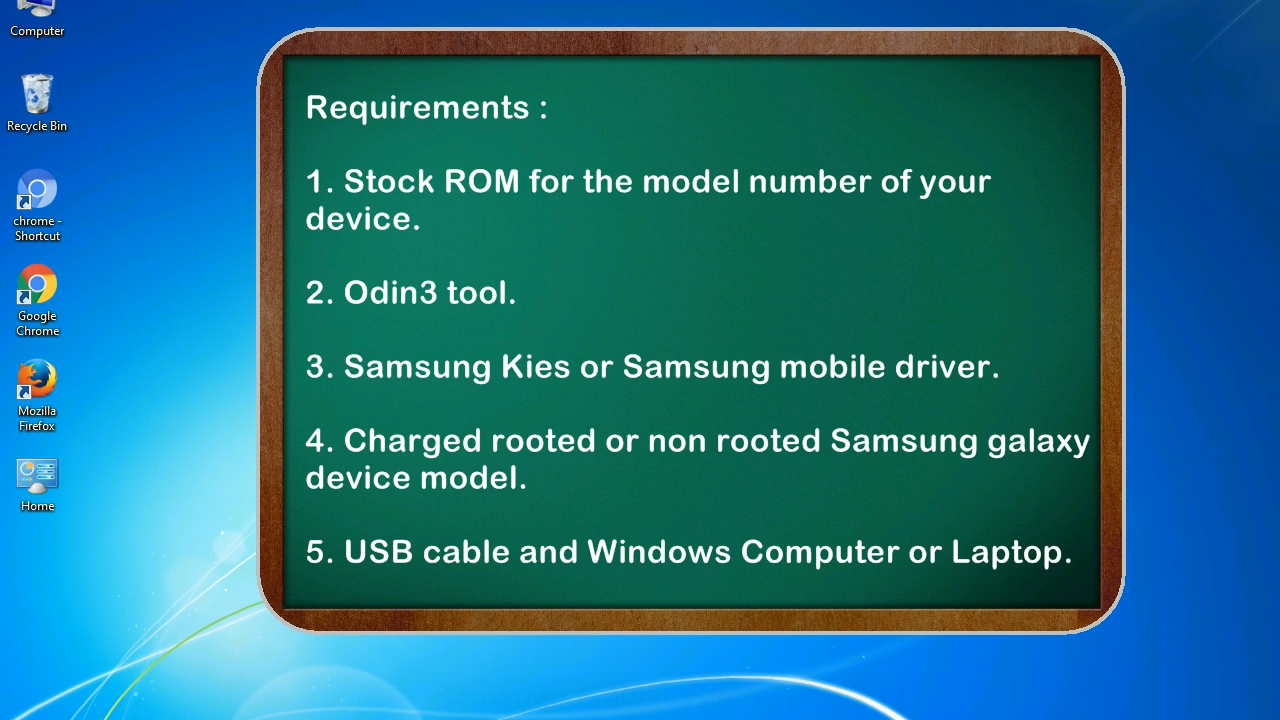 Computer
Recycle Bin
chrome -
Shortcut
Google
Chrome
Mozilla
Firefox
Home
Requirements :
1. Stock ROM for the model number of your
device.
2. Odin3 tool.
3. Samsung Kies or Samsung mobile driver.
4. Charged rooted or non rooted Samsung galaxy
device model.
5. USB cable and Windows Computer or Laptop.